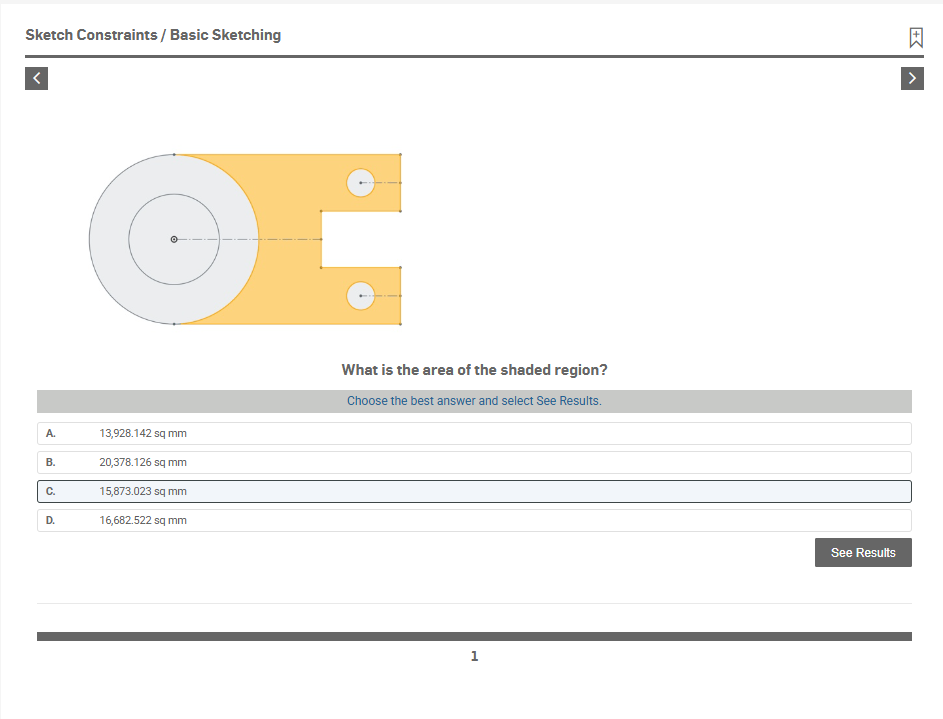 Sketch Constraints / Basic Sketching
What is the area of the shaded region?
Choose the best answer and select See Results.
A. 13,928.142 sq mm
B. 20,378.126 sq mm
C. 15,873.023 sq mm
D. 16,682.522 sq mm
See Results
1